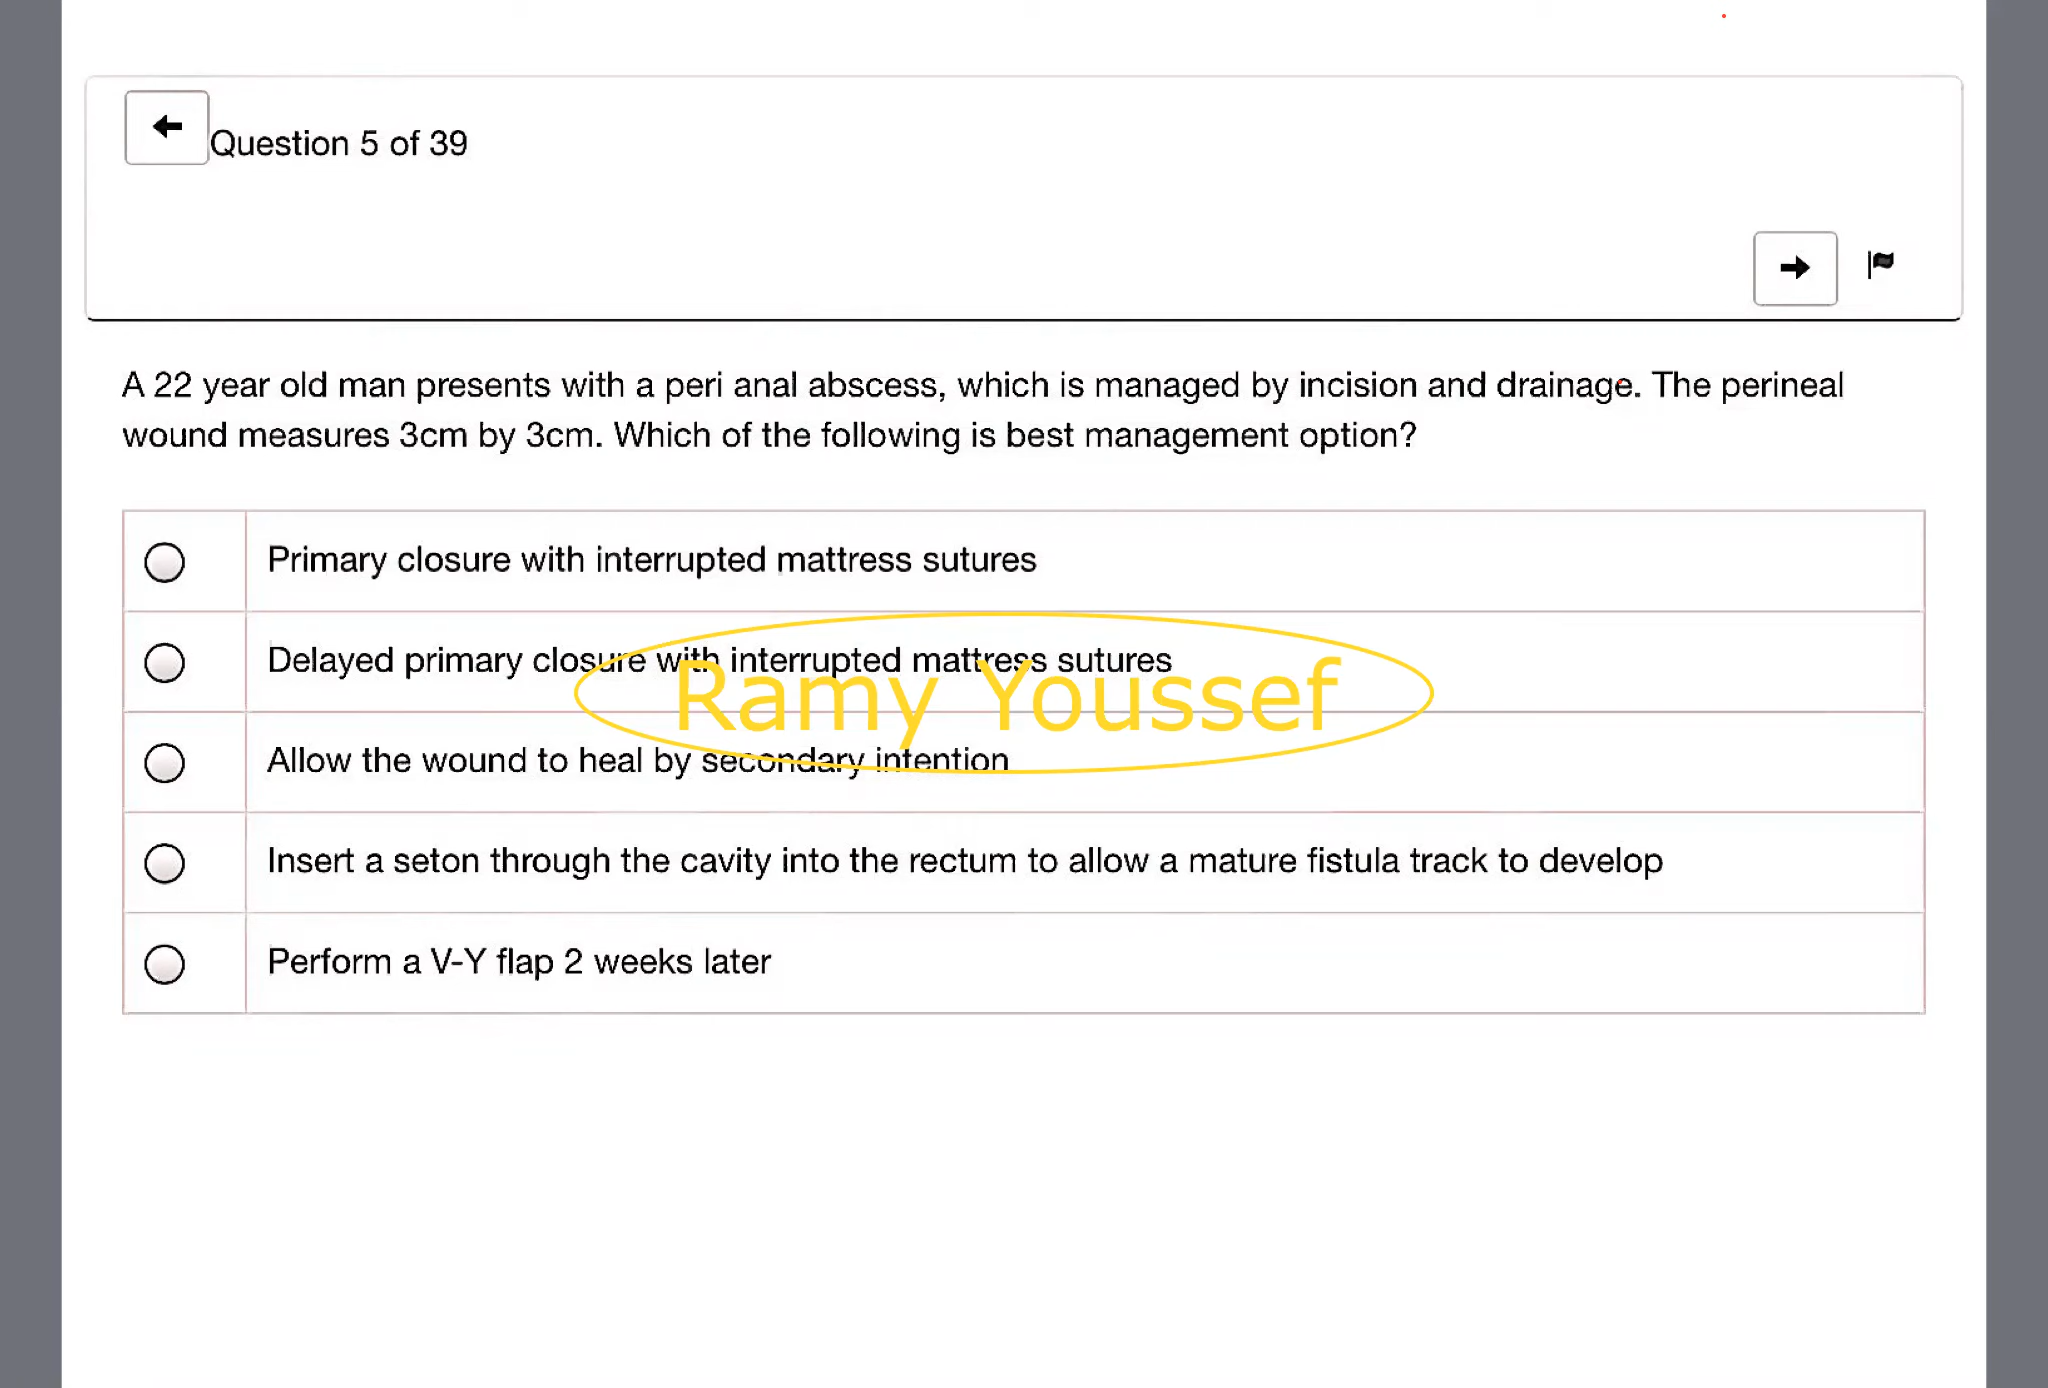 Question 5 of 39
A 22 year old man presents with a peri anal abscess, which is managed by incision and drainage. The perineal
wound measures 3cm by 3cm. Which of the following is best management option?
Primary closure with interrupted mattress sutures
Delayed primary closure with interrupted mattress sutures
Ramy Youssef
Allow the wound to heal by secondary intention
Insert a seton through the cavity into the rectum to allow a mature fistula track to develop
Perform a V-Y flap 2 weeks later